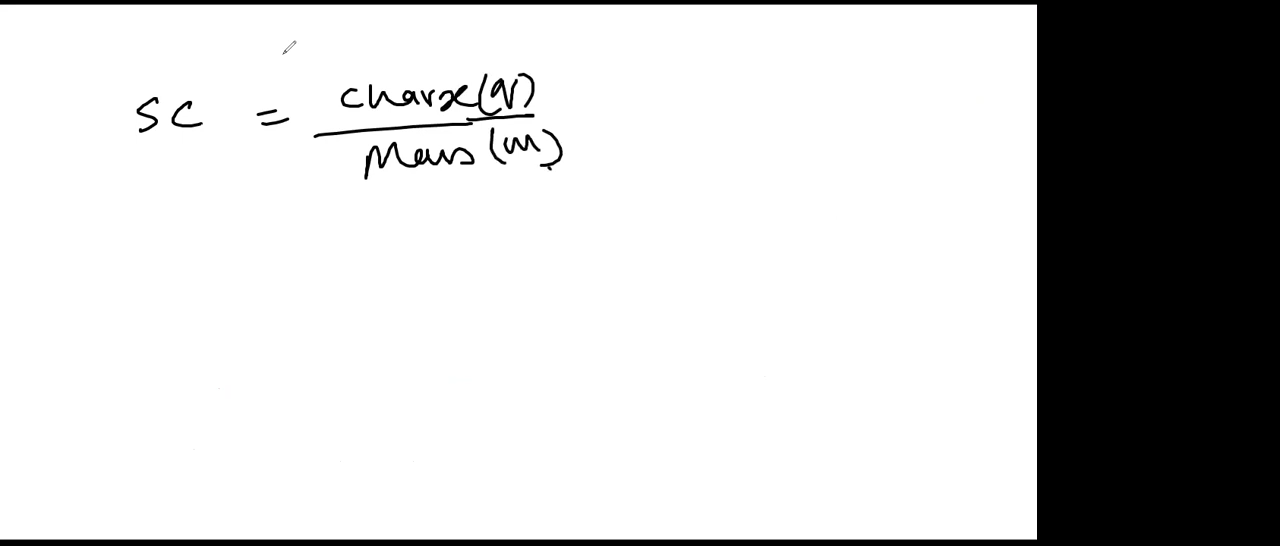 SC = charge(q)
Mass (m)